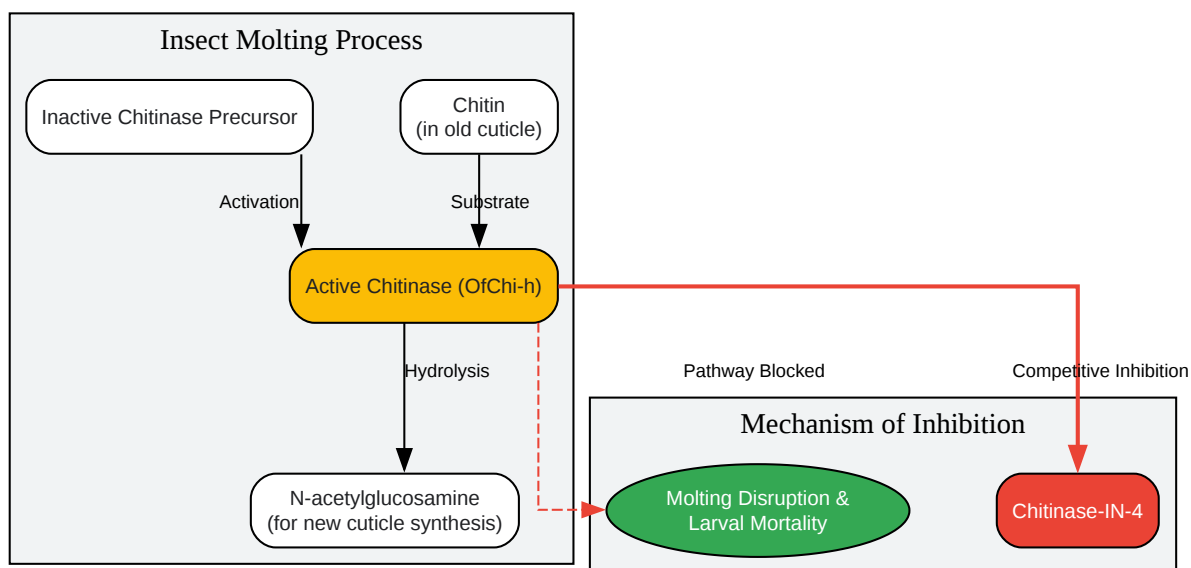 Insect Molting Process
Inactive Chitinase Precursor
Chitin
(in old cuticle)
Activation
Substrate
Active Chitinase (OfChi-h)
Hydrolysis
Pathway Blocked
Competitive Inhibition
Mechanism of Inhibition
N-acetylglucosamine
(for new cuticle synthesis)
Molting Disruption &
Larval Mortality
Chitinase-IN-4